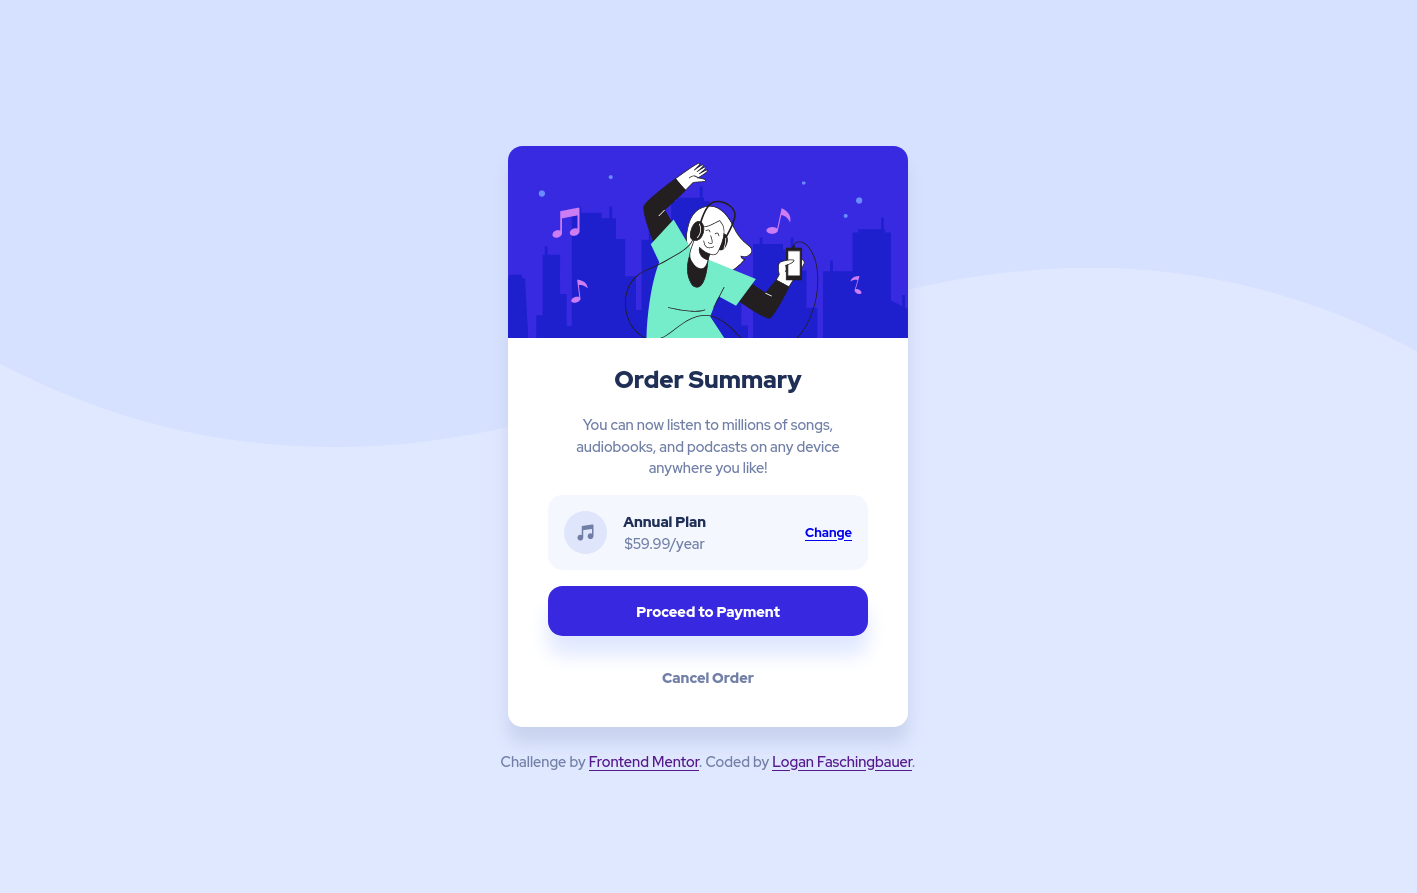 Order Summary
You can now listen to millions of songs,
audiobooks, and podcasts on any device
anywhere you like!
Annual Plan
$59.99/year
Change
Proceed to Payment
Cancel Order
Challenge by Frontend Mentor. Coded by Logan Faschingbauer.